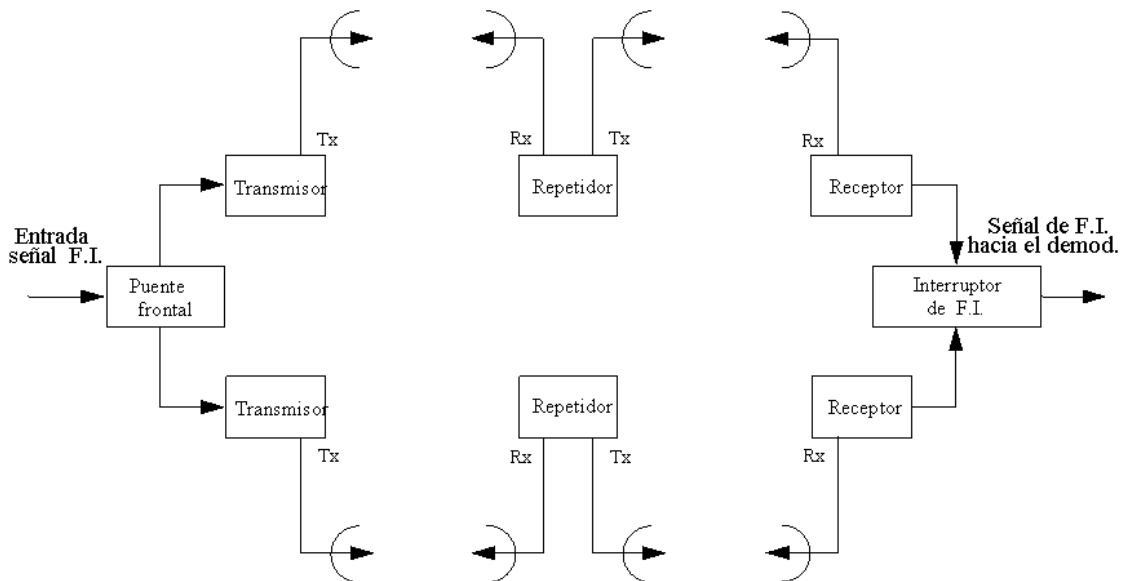 Tx
Rx
Tx
Rx
Transmisor
Repetidor
Receptor
Entrada
señal F.I.
Señal de F.I.
hacia el demod.
Puente
frontal
Interruptor
de F.I.
Transmisor
Repetidor
Receptor
Tx
Rx
Tx
Rx